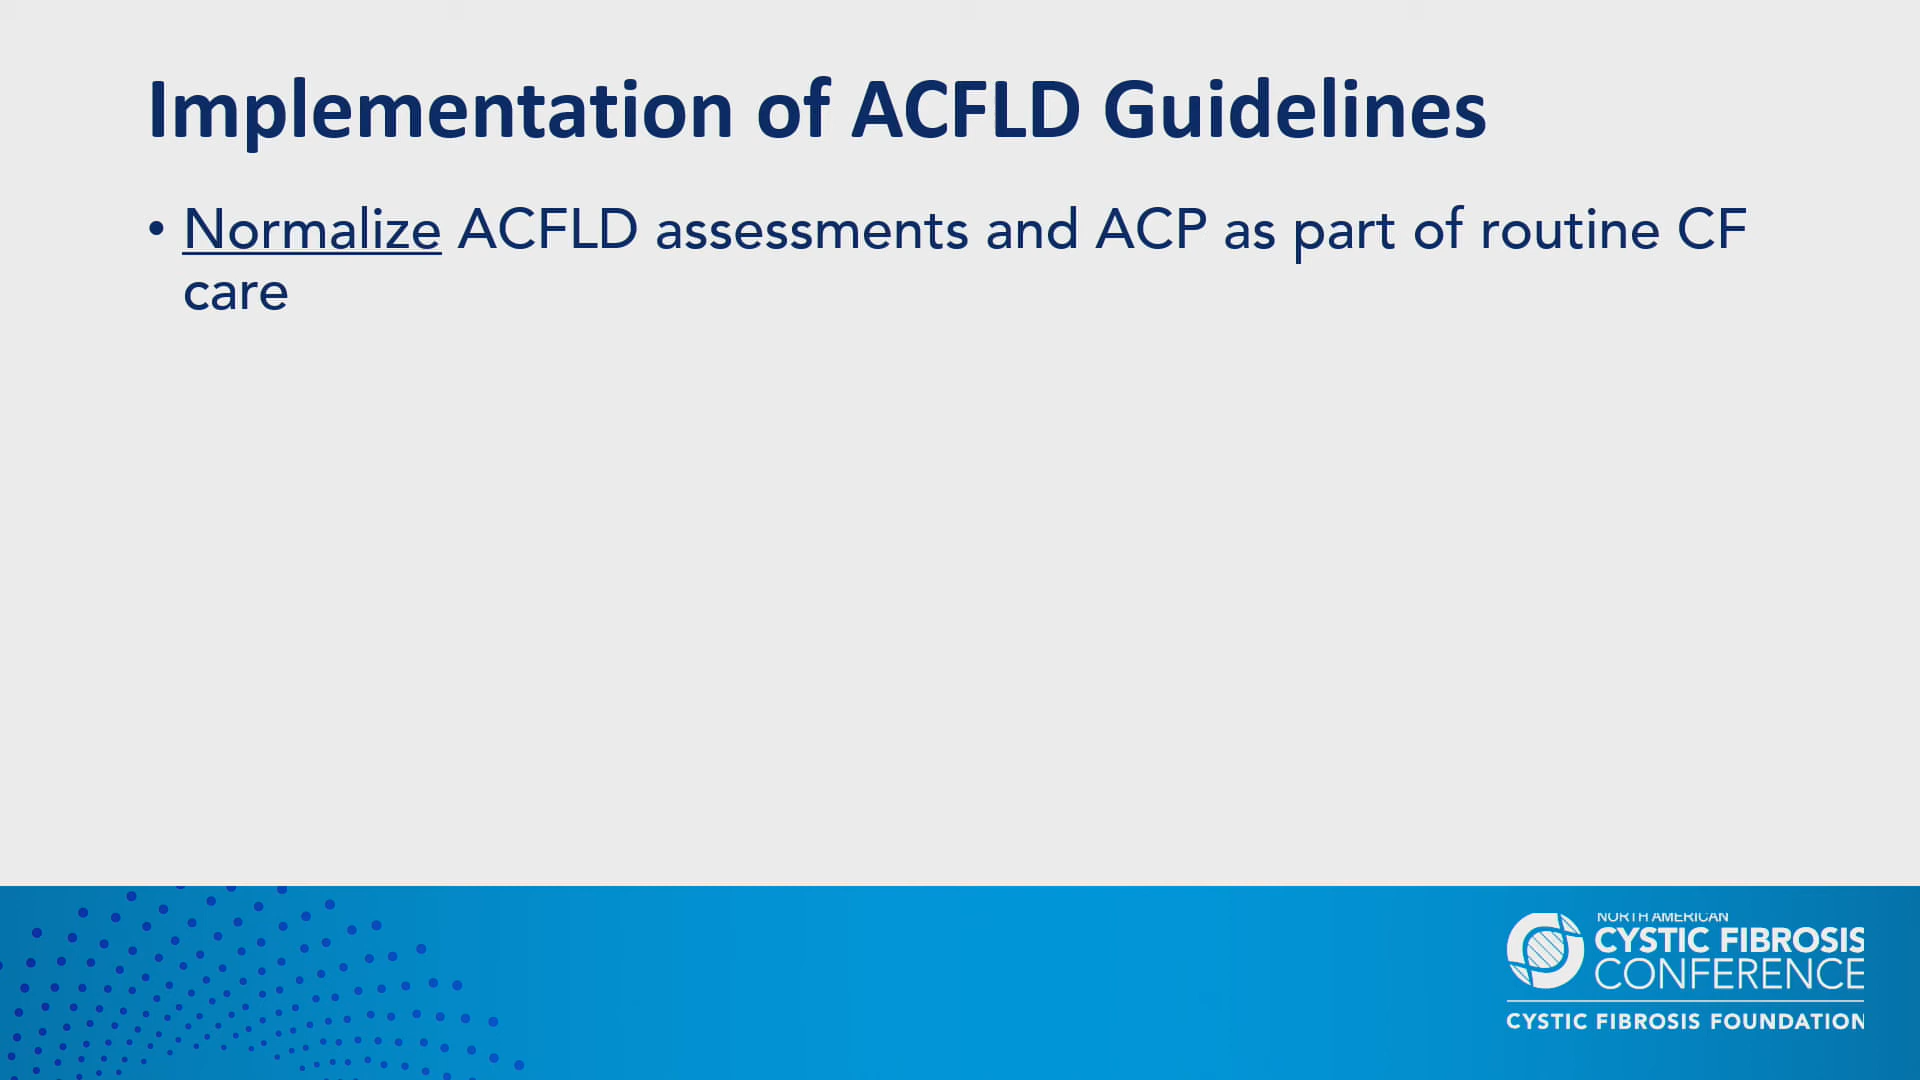 Implementation of ACFLD Guidelines
• Normalize ACFLD assessments and ACP as part of routine CF
care
NORTH AMERICAN
CYSTIC FIBROSIS
CONFERENCE
CYSTIC FIBROSIS FOUNDATION